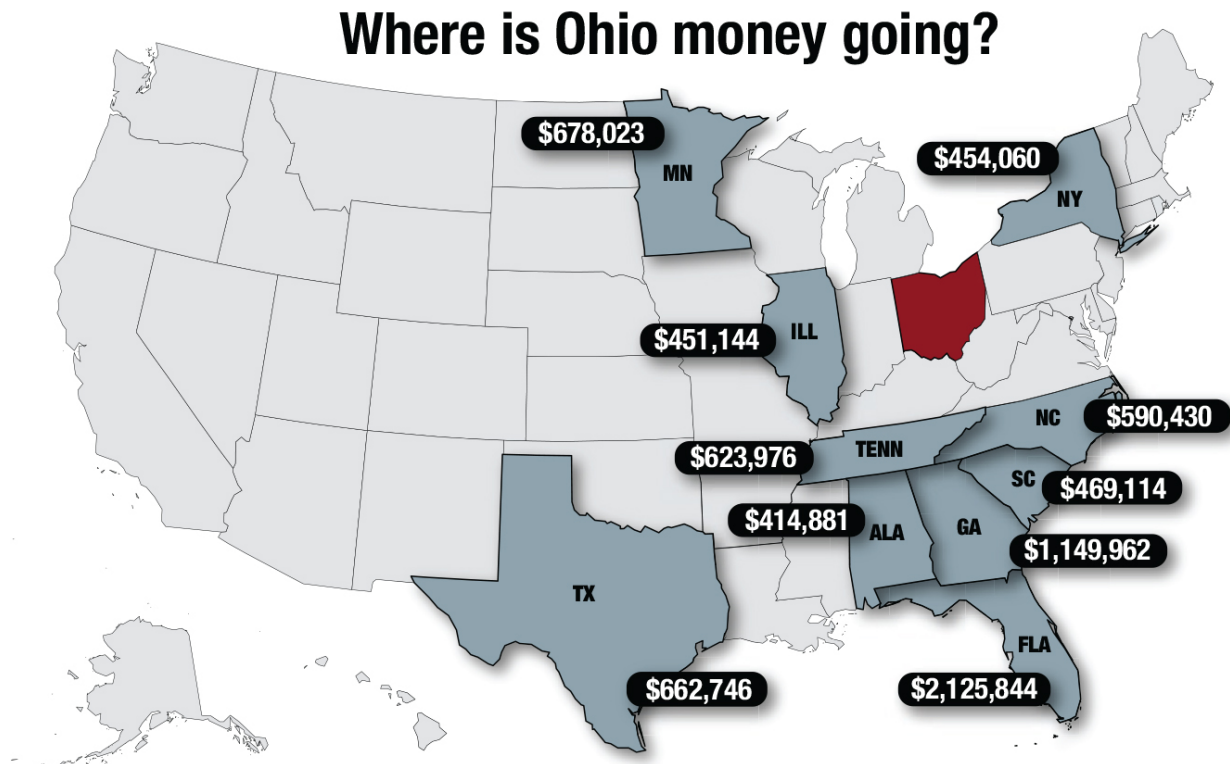 Where is Ohio money going?
$678,023
MN
$454,060
NY
$451,144
ILL
NC
$590,430
$623,976
TENN
SC
$469,114
$414,881
ALA
GA
$1,149,962
TX
FLA
$662,746
$2,125,844